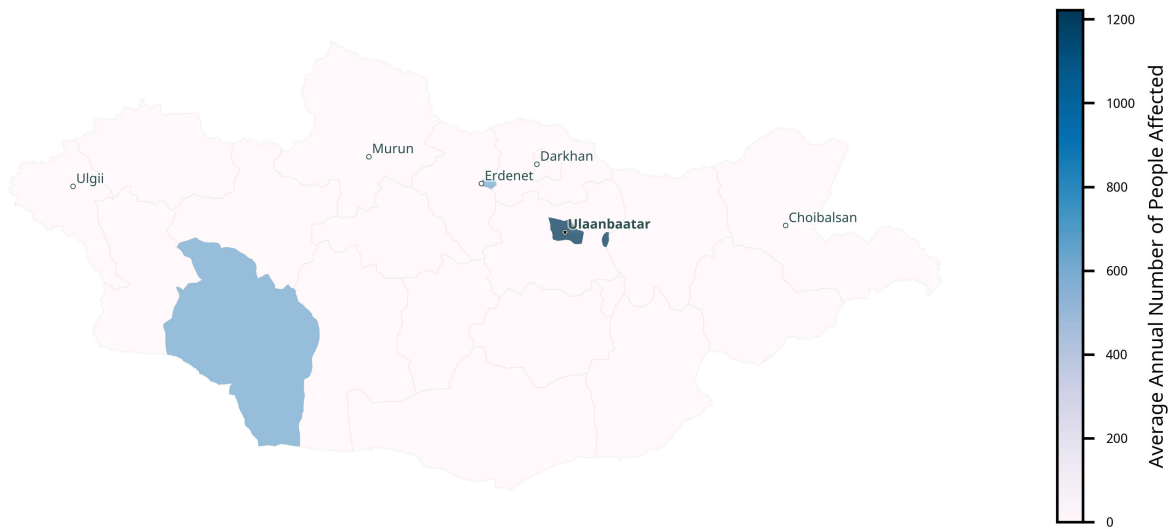 Murun
Darkhan
Ulgii
Erdenet
Choibalsan
Ulaanbaatar
1200
1000
800
600
400
200
0
Average Annual Number of People Affected